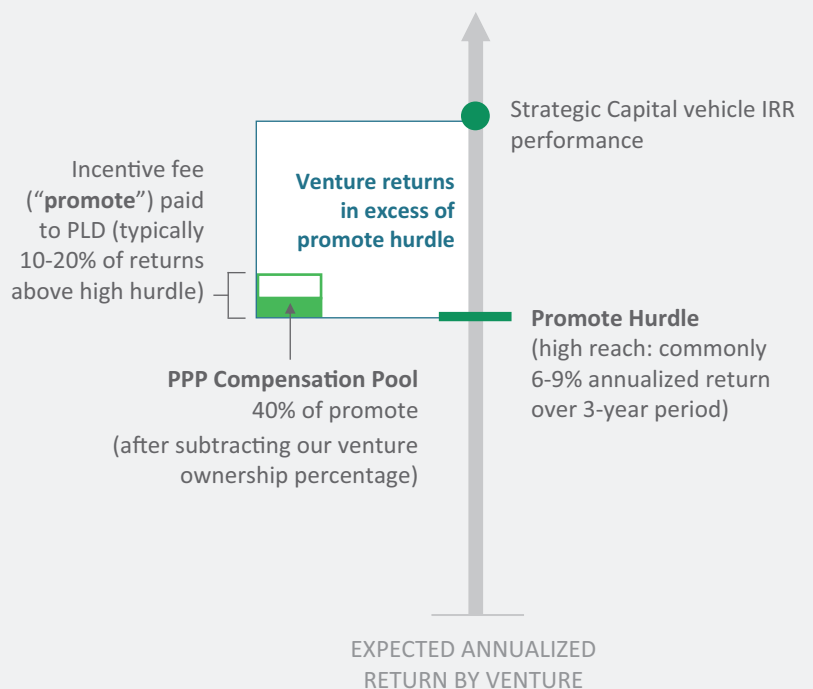 Strategic Capital vehicle IRR
performance
Incentive fee
(“promote”) paid
to PLD (typically
10-20% of returns
above high hurdle)
Venture returns
in excess of
promote hurdle
Promote Hurdle
(high reach: commonly
6-9% annualized return
over 3-year period)
PPP Compensation Pool
40% of promote
(after subtracting our venture
ownership percentage)
EXPECTED ANNUALIZED
RETURN BY VENTURE